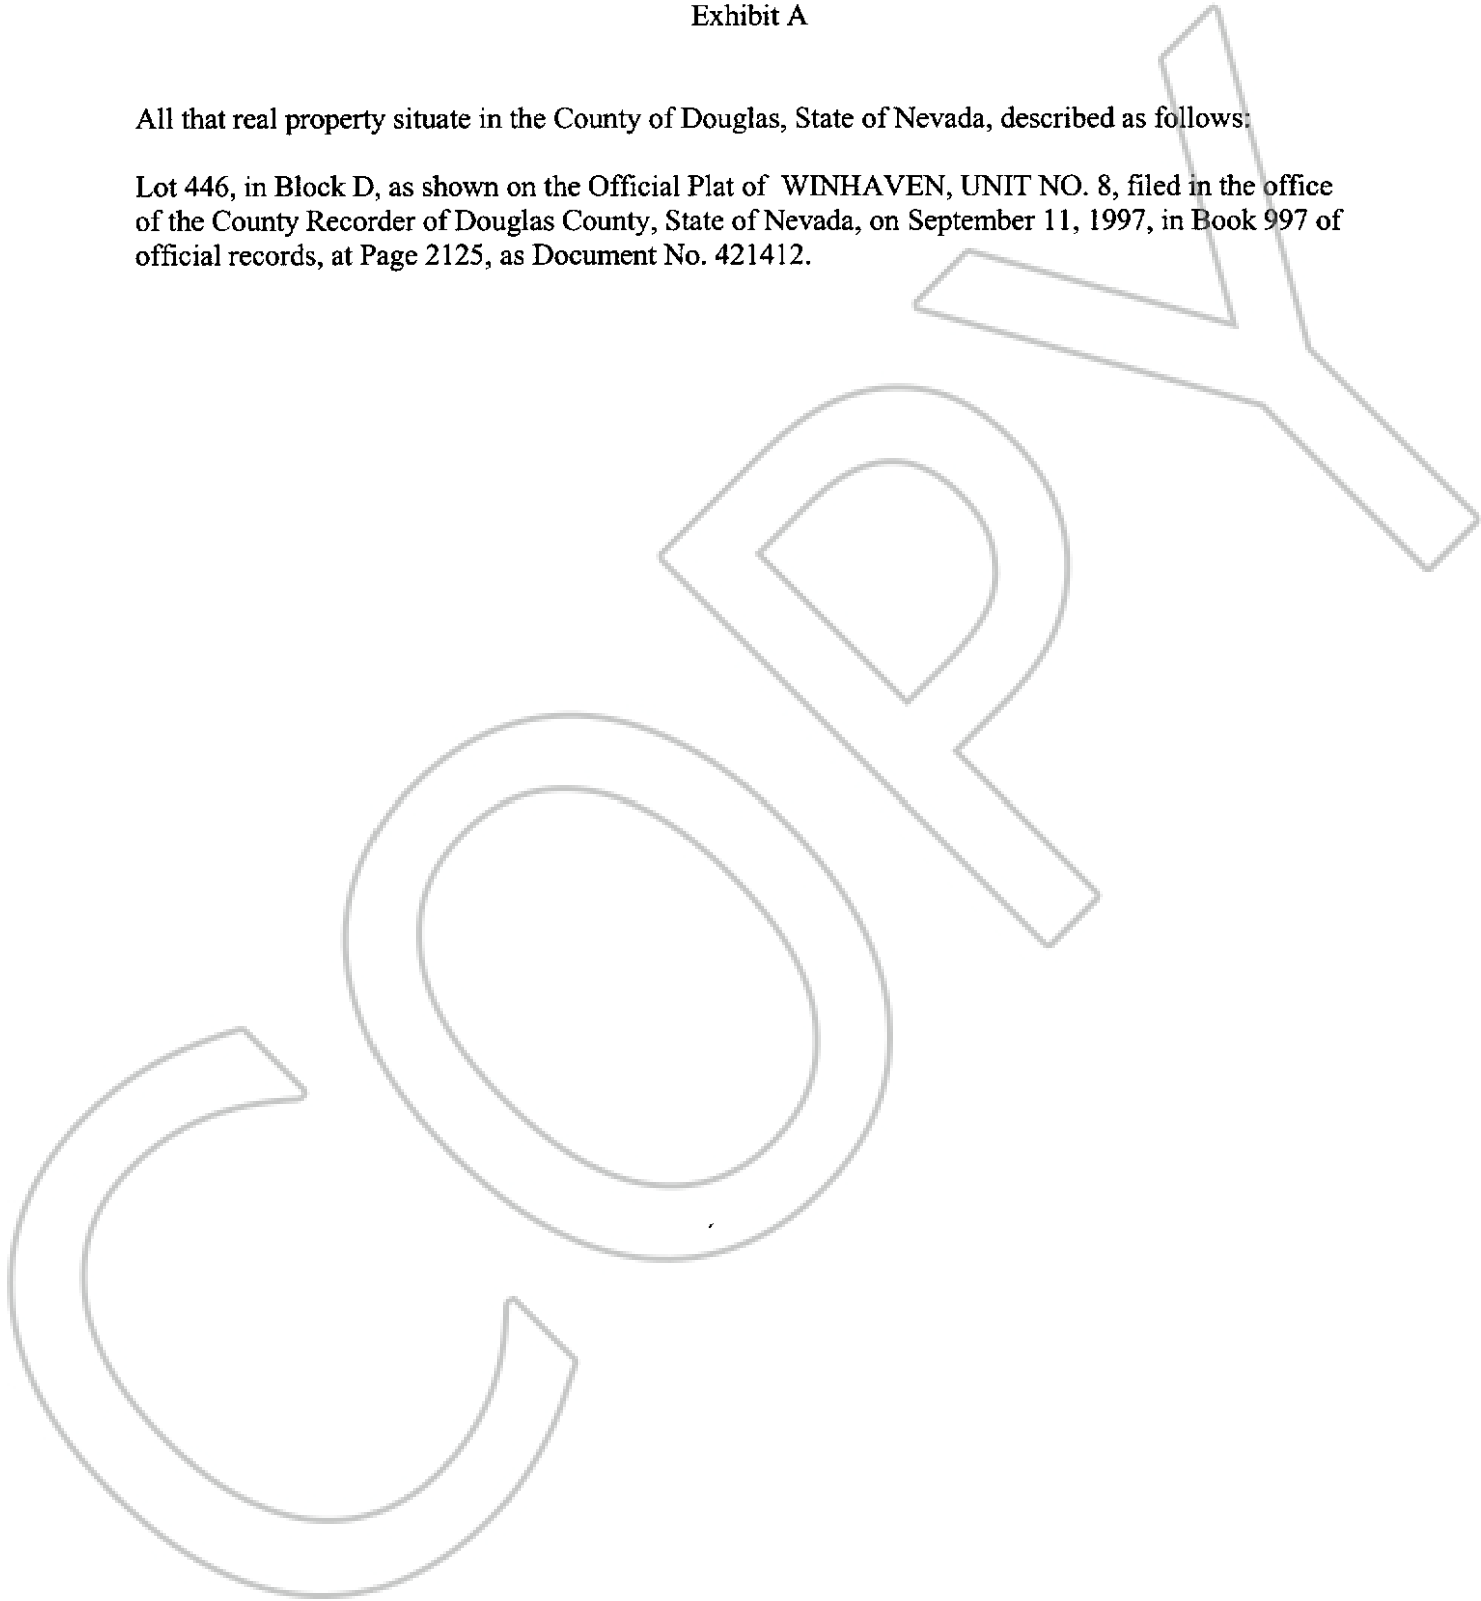 Exhibit A
All that real property situate in the County of Douglas, State of Nevada, described as follows:
Lot 446, in Block D, as shown on the Official Plat of WINHAVEN, UNIT NO. 8, filed in the office
of the County Recorder of Douglas County, State of Nevada, on September 11, 1997, in Book 997 of
official records, at Page 2125, as Document No. 421412.
COPY